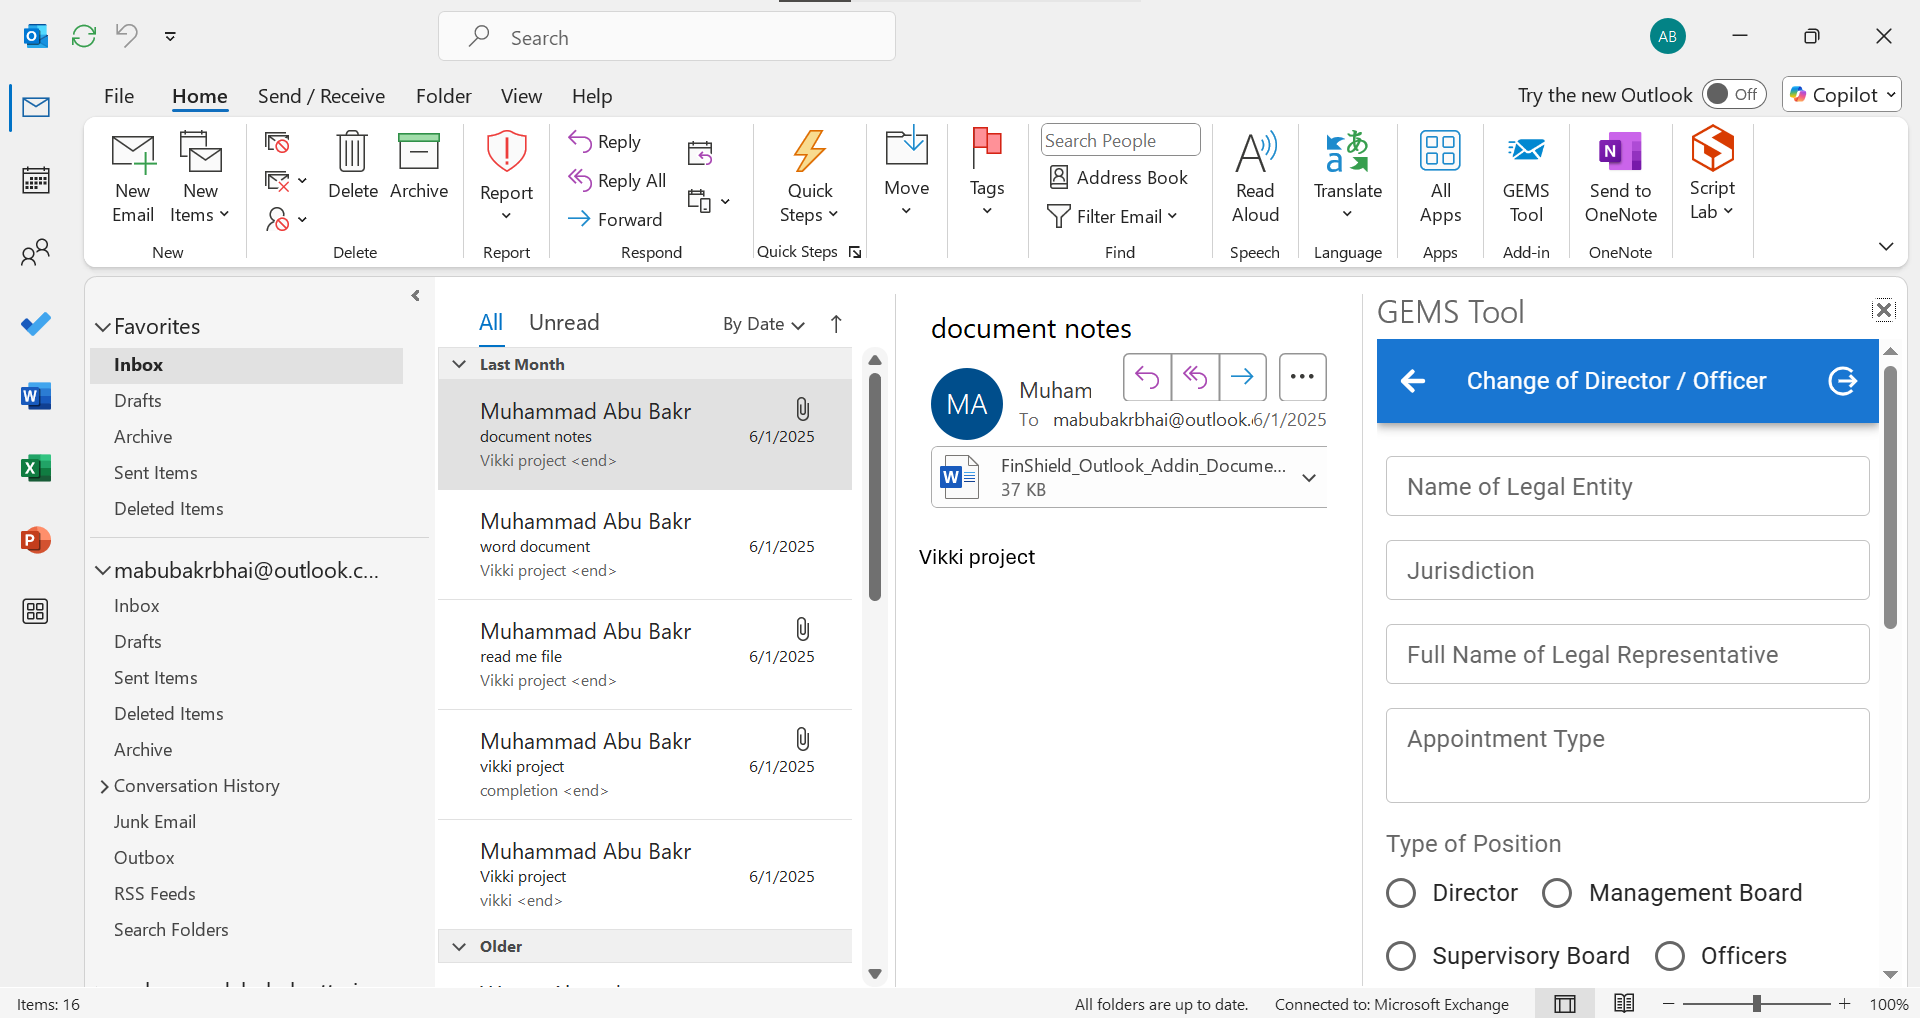 Search
AB
File Home Send / Receive Folder View Help
Try the new Outlook Off Copilot
New Email
New Items
New
Delete
Archive
Delete
Report
Report
Reply
Reply All
Forward
Respond
Quick Steps
Quick Steps
Move
Tags
Search People
Address Book
Filter Email
Find
Read Aloud
Speech
Translate
Language
All Apps
Apps
GEMS Tool
Add-in
Send to OneNote
OneNote
Script Lab
Favorites
Inbox
Drafts
Archive
Sent Items
Deleted Items
mabubakrbhai@outlook.c...
Inbox
Drafts
Sent Items
Deleted Items
Archive
Conversation History
Junk Email
Outbox
RSS Feeds
Search Folders
All Unread By Date
Last Month
Muhammad Abu Bakr
document notes 6/1/2025
Vikki project <end>
Muhammad Abu Bakr
word document 6/1/2025
Vikki project <end>
Muhammad Abu Bakr
read me file 6/1/2025
Vikki project <end>
Muhammad Abu Bakr
vikki project 6/1/2025
completion <end>
Muhammad Abu Bakr
Vikki project 6/1/2025
vikki <end>
Older
document notes
MA
Muham
To mabubakrbhai@outlook. 6/1/2025
FinShield_Outlook_Addin_Docume...
37 KB
Vikki project
GEMS Tool
Change of Director / Officer
Name of Legal Entity
Jurisdiction
Full Name of Legal Representative
Appointment Type
Type of Position
Director Management Board
Supervisory Board Officers
Items: 16
All folders are up to date. Connected to: Microsoft Exchange 100%